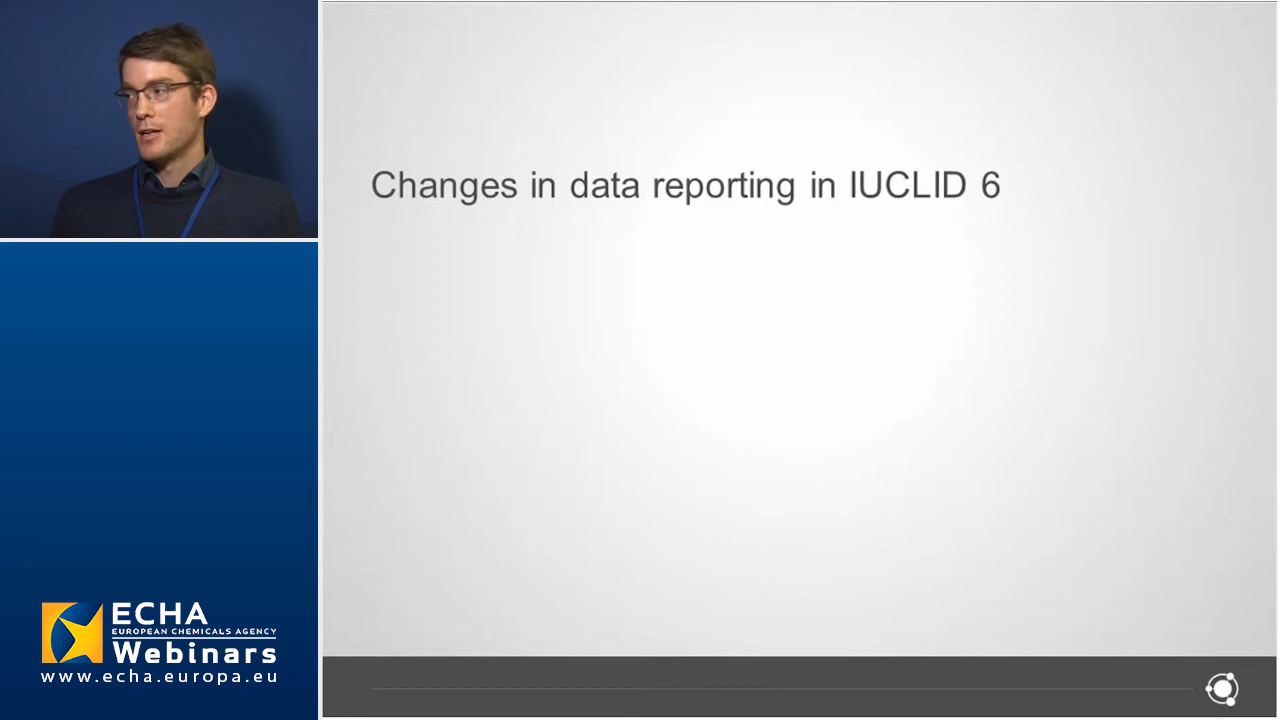 Changes in data reporting in IUCLID 6
ECHA
EUROPEAN CHEMICALS AGENCY
Webinars
www.echa.europa.eu